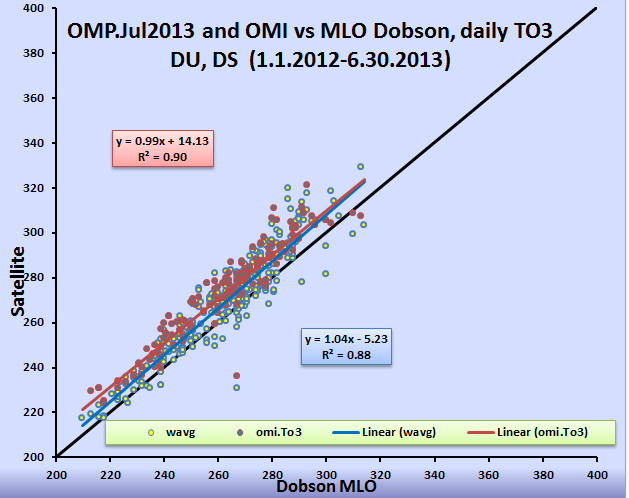 OMP.Jul2013 and OMI vs MLO Dobson, daily TO3
DU, DS (1.1.2012-6.30.2013)
400
380
360
340
320
300
280
260
240
220
200
Satellite
y = 0.99x + 14.13
R² = 0.90
y = 1.04x - 5.23
R² = 0.88
wavg omi.To3 Linear (wavg) Linear (omi.To3)
200 220 240 260 280 300 320 340 360 380 400
Dobson MLO